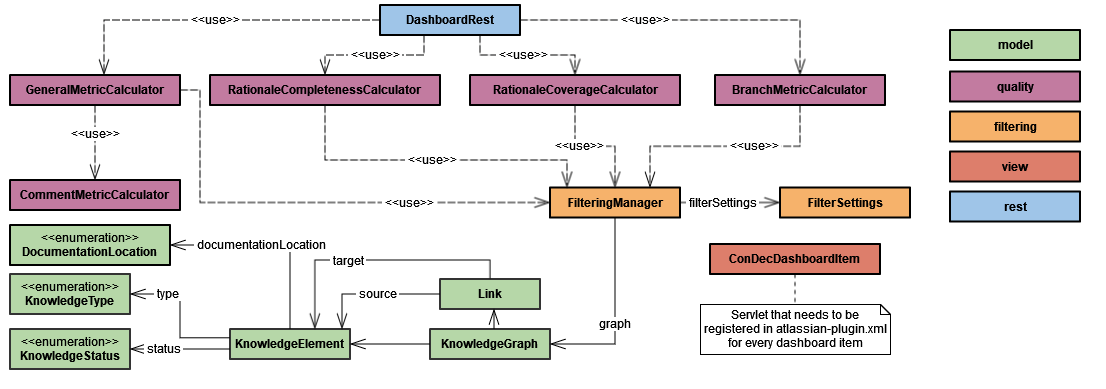 DashboardRest
<<use>>
<<use>>
<<use>>
<<use>>
<<use>>
GeneralMetricCalculator
RationaleCompletenessCalculator
RationaleCoverageCalculator
BranchMetricCalculator
<<use>>
<<use>>
<<use>>
<<use>>
CommentMetricCalculator
<<use>>
FilteringManager
filterSettings
FilterSettings
<<enumeration>>
DocumentationLocation
documentationLocation
target
ConDecDashboardItem
<<enumeration>>
KnowledgeType
type
source
Link
graph
Servlet that needs to be
registered in atlassian-plugin.xml
for every dashboard item
<<enumeration>>
KnowledgeStatus
status
KnowledgeElement
KnowledgeGraph
model
quality
filtering
view
rest